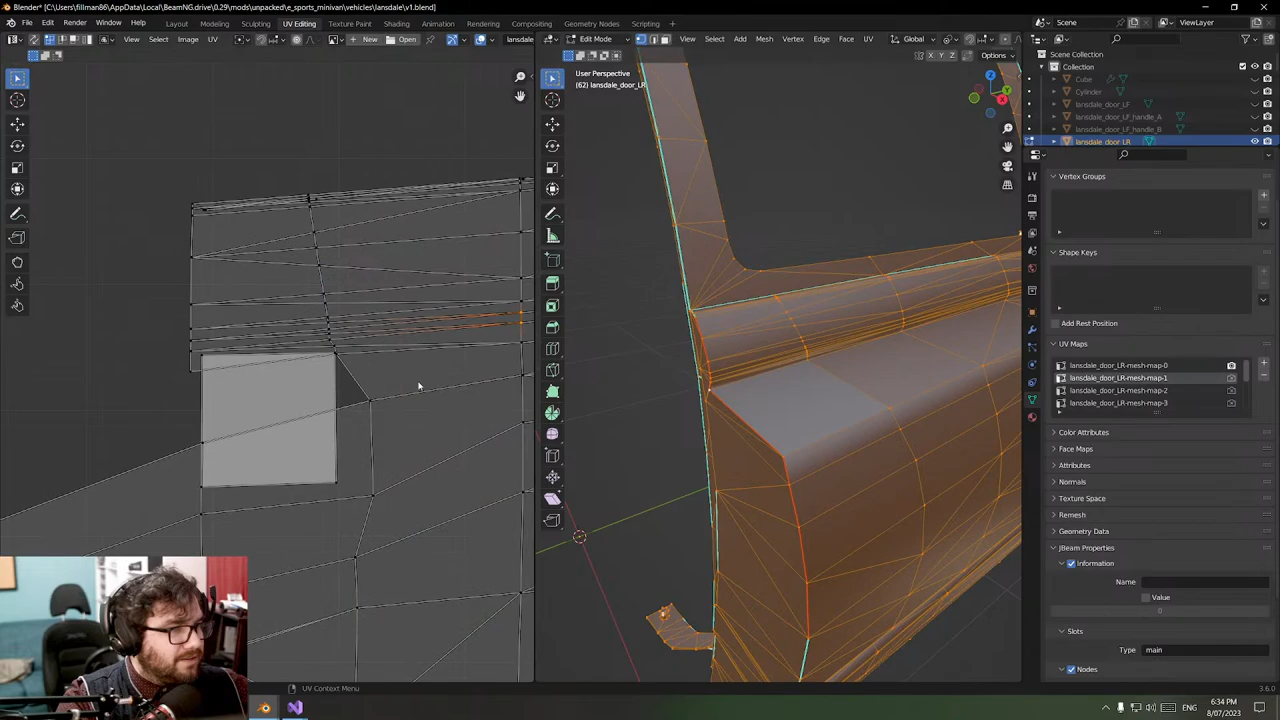 Blender* [C:\Users\fillman86\AppData\Local\BeamNG.drive\0.29\mods\unpacked\e_sports_minivan\vehicles\lansdale\v1.blend]
File Edit Render Window Help
Layout Modeling Sculpting UV Editing Texture Paint Shading Animation Rendering Compositing Geometry Nodes Scripting
Scene
ViewLayer
View Select Image UV New Open lansdale
Edit Mode View Select Add Mesh Vertex Edge Face UV Global
X Y Z Options
User Perspective
(62) lansdale_door_LR
Z
Y
X
Scene Collection
Collection
Cube
Cylinder
lansdale_door_LF
lansdale_door_LF_handle_A
lansdale_door_LF_handle_B
lansdale_door_LR
Vertex Groups
Shape Keys
Add Rest Position
UV Maps
lansdale_door_LR-mesh-map-0
lansdale_door_LR-mesh-map-1
lansdale_door_LR-mesh-map-2
lansdale_door_LR-mesh-map-3
Color Attributes
Face Maps
Attributes
Normals
Texture Space
Remesh
Geometry Data
JBeam Properties
Information
Name
Value
0
Slots
Type main
Nodes
UV Context Menu
3.6.0
ENG
6:34 PM
8/07/2023